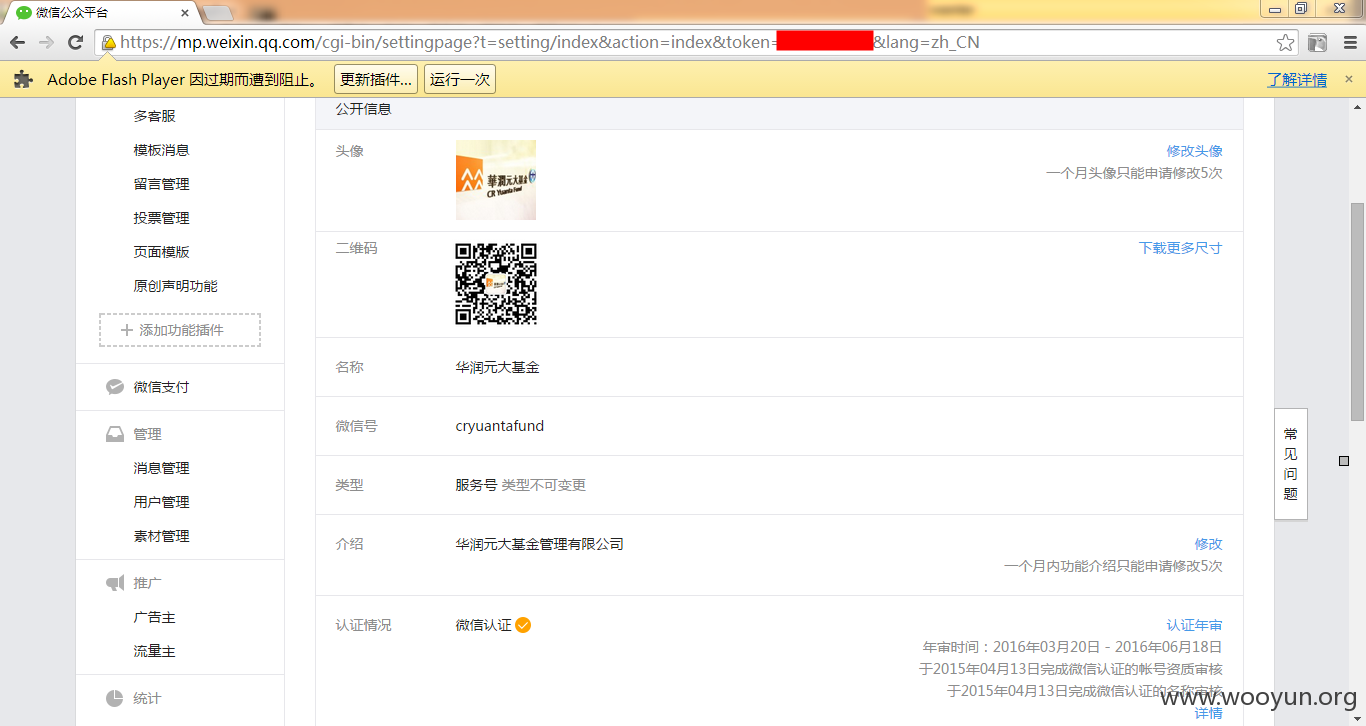 微信公众平台
https://mp.weixin.qq.com/cgi-bin/settingpage?t=setting/index&action=index&token=
&lang=zh_CN
Adobe Flash Player 因过期而遭到阻止。
更新插件...
运行一次
了解详情
多客服
模板消息
留言管理
投票管理
页面模版
原创声明功能
添加功能插件
微信支付
管理
消息管理
用户管理
素材管理
推广
广告主
流量主
统计
公开信息
头像
華潤元大基金
CR Yuanta Fund
修改头像
一个月头像只能申请修改5次
二维码
下载更多尺寸
名称
华润元大基金
微信号
cryuantafund
类型
服务号 类型不可变更
介绍
华润元大基金管理有限公司
修改
一个月内功能介绍只能申请修改5次
认证情况
微信认证
认证年审
年审时间：2016年03月20日 - 2016年06月18日
于2015年04月13日完成微信认证的帐号资质审核
于2015年04月13日完成微信认证的名称审核
详情
常见问题
www.wooyun.org